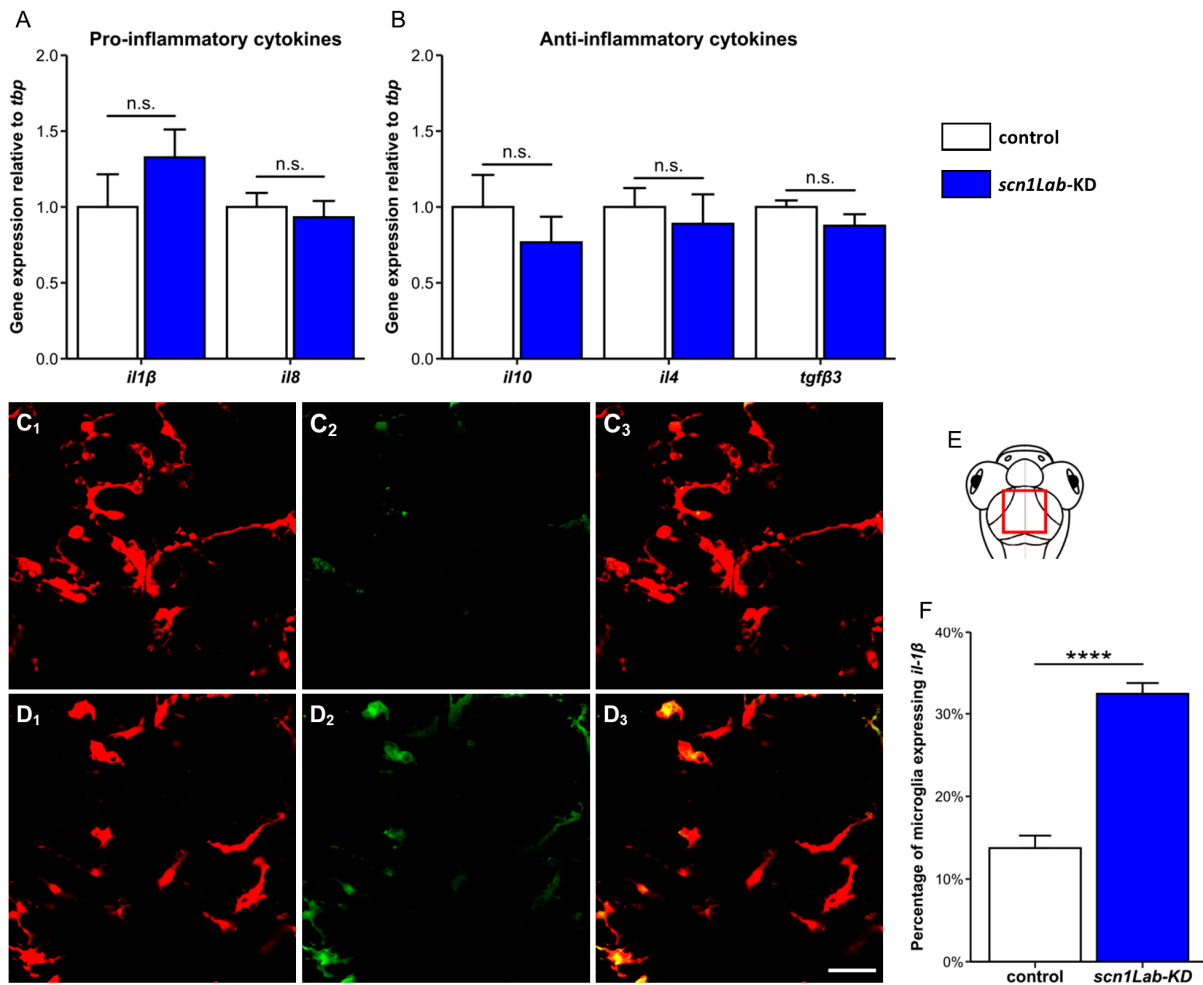 A
B
Pro-inflammatory cytokines
Anti-inflammatory cytokines
Gene expression relative to tbp
2.0
1.5
1.0
0.5
0.0
n.s.
n.s.
il1β
il8
Gene expression relative to tbp
2.0
1.5
1.0
0.5
0.0
n.s.
n.s.
n.s.
il10
il4
tgfβ3
control
scn1Lab-KD
C1
C2
C3
D1
D2
D3
E
F
Percentage of microglia expressing il-1β
40%
30%
20%
10%
0%
****
control
scn1Lab-KD